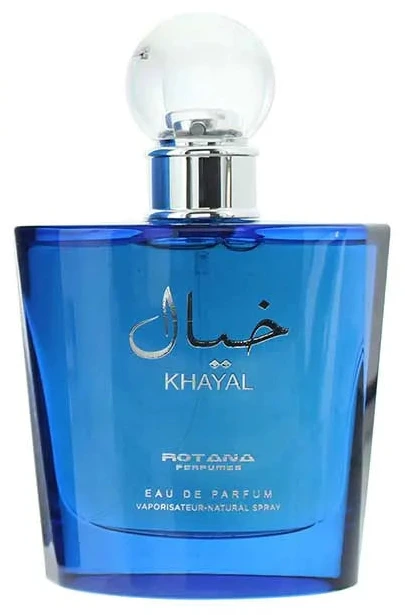 خيال
KHAYAL
ROTANA
PERFUMES
EAU DE PARFUM
VAPORISATEUR-NATURAL SPRAY